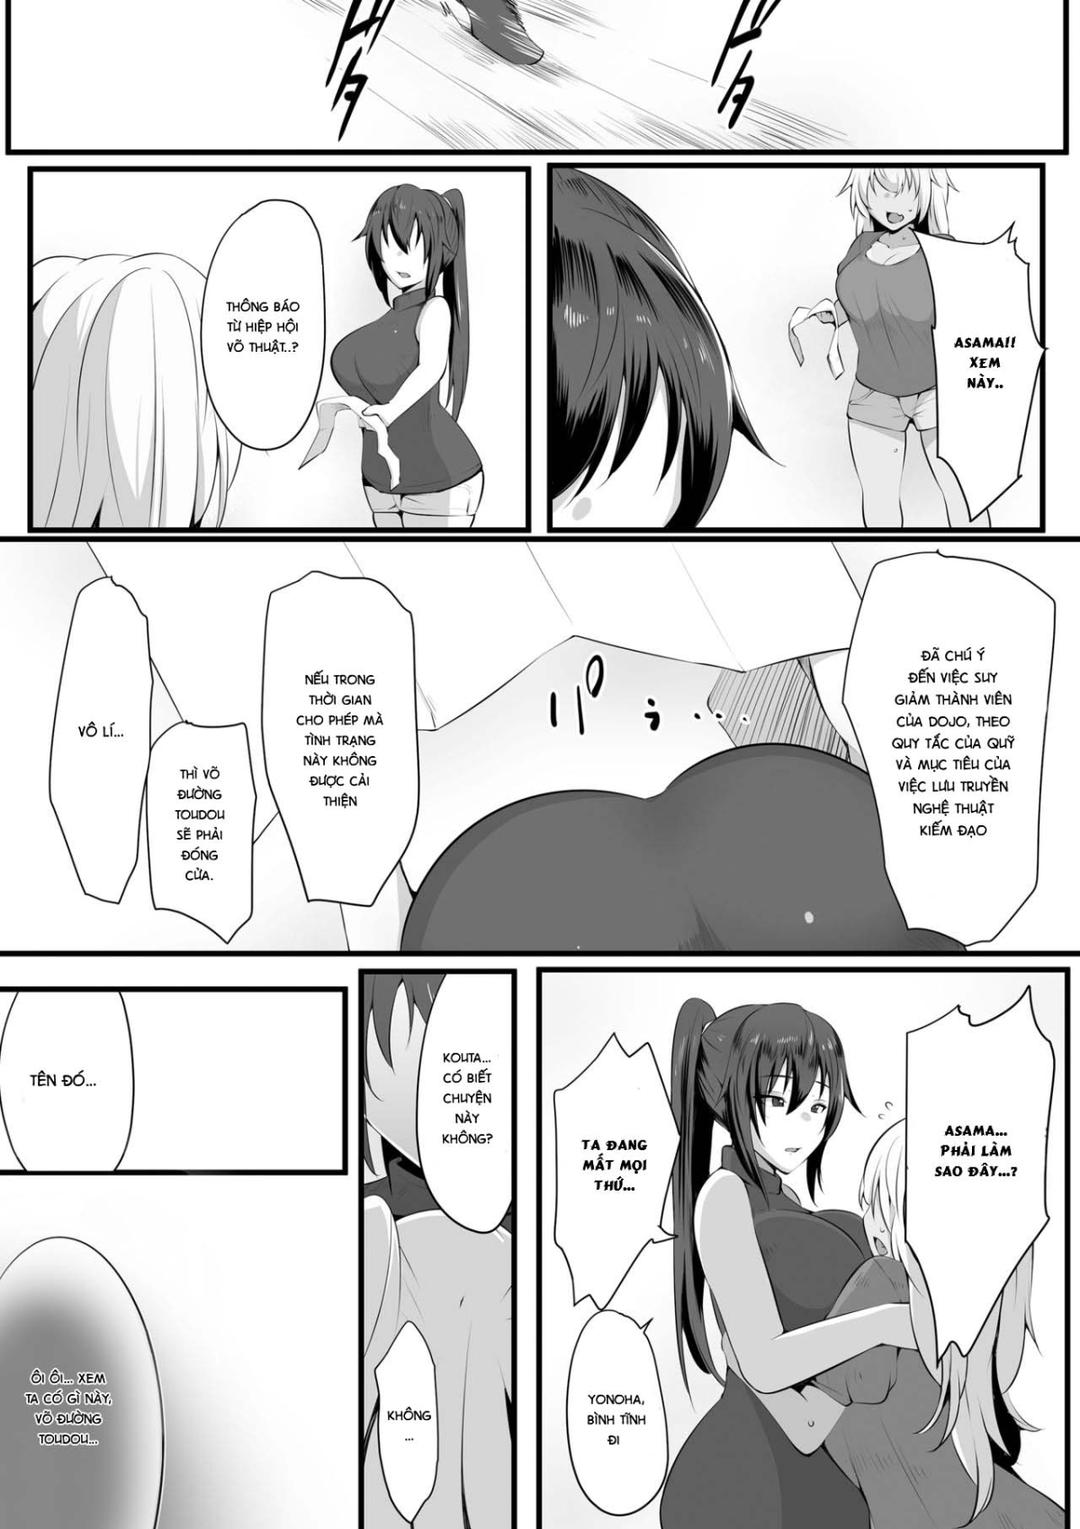 ドタ
ドタ
ASAMA!!
XEM
NÀY..
THÔNG BÁO
TỪ HIỆP HỘI
VÕ THUẬT..?
ĐÃ CHÚ Ý
ĐẾN VIỆC SUY
GIẢM THÀNH VIÊN
CỦA DOJO, THEO
QUY TẮC CỦA QUỸ
VÀ MỤC TIÊU CỦA
VIỆC LƯU TRUYỀN
NGHỆ THUẬT
KIẾM ĐẠO
NẾU TRONG
THỜI GIAN
CHO PHÉP MÀ
TÌNH TRẠNG
NÀY KHÔNG
ĐƯỢC CẢI
THIỆN
THÌ VÕ
ĐƯỜNG
TOUDOU
SẼ PHẢI
ĐÓNG
CỬA.
VÔ LÍ...
ASAMA...
PHẢI LÀM
SAO ĐÂY...?
TA ĐANG
MẤT MỌI
THỨ...
YONOHA,
BÌNH TĨNH
ĐI
KOUTA...
CÓ BIẾT
CHUYỆN
NÀY
KHÔNG?
KHÔNG
...
TÊN ĐÓ...
ÔI ÔI... XEM
TA CÓ GÌ NÀY,
VÕ ĐƯỜNG
TOUDOU...